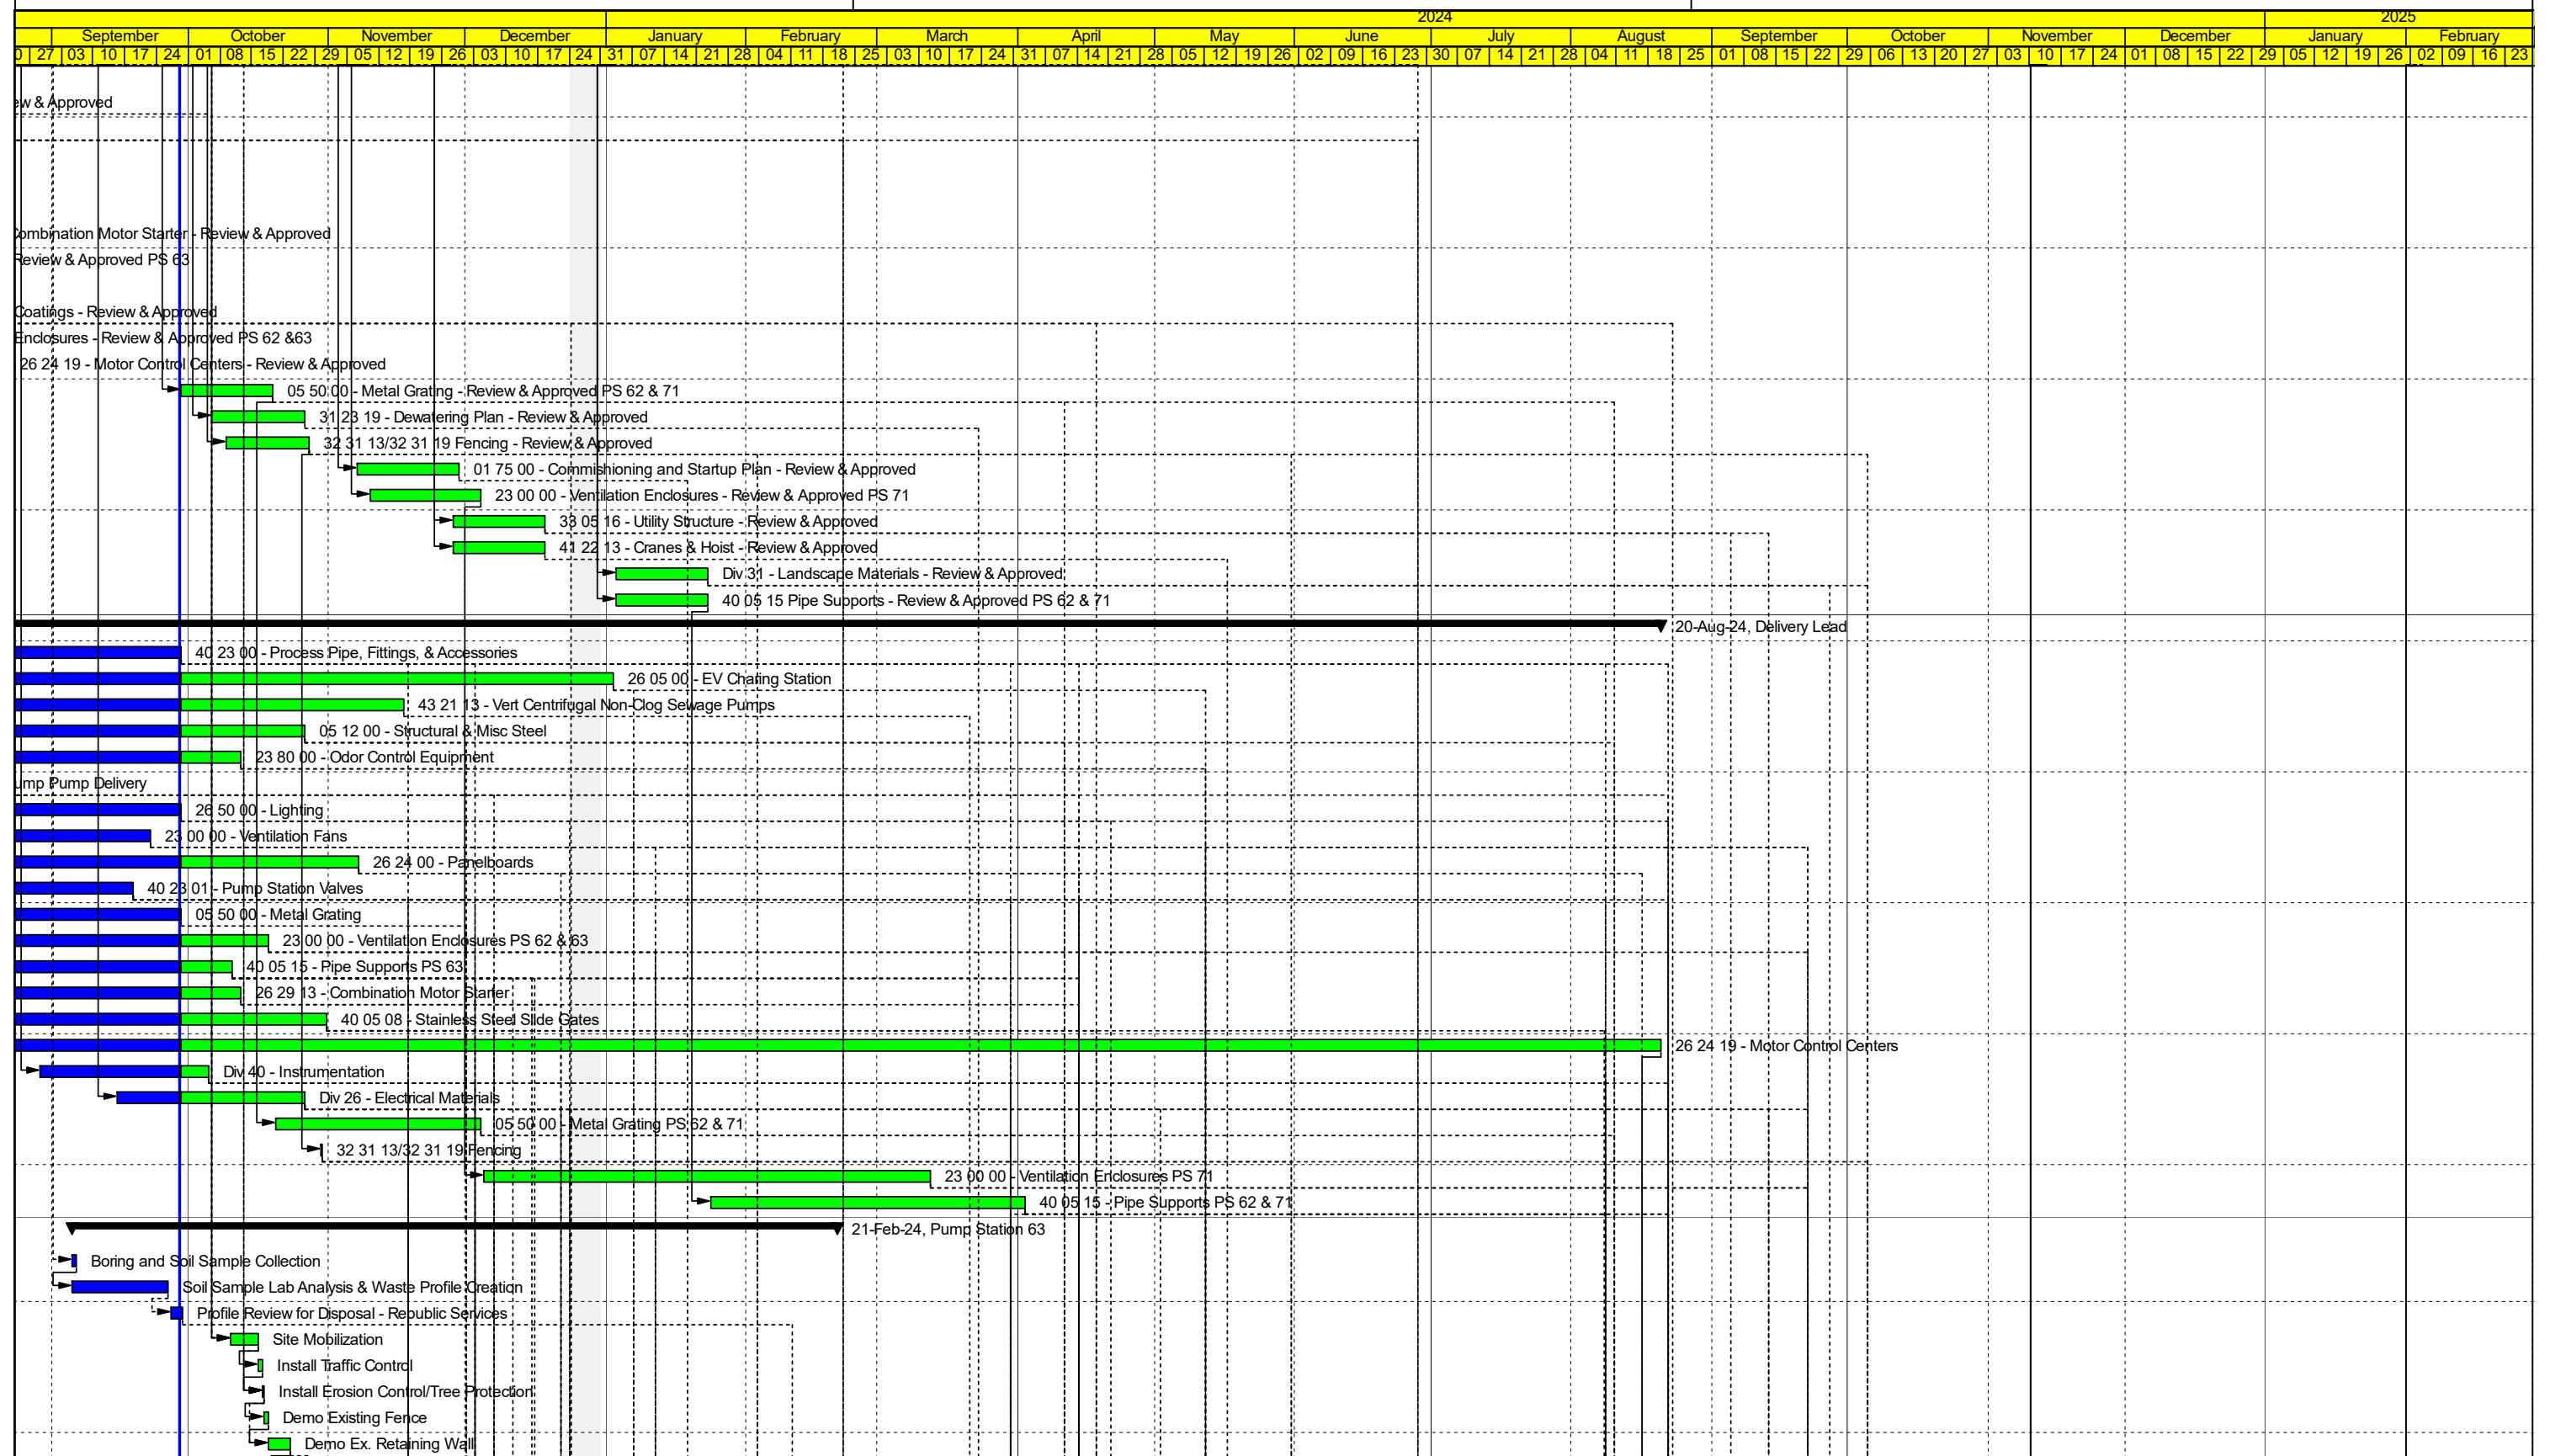 2024 2025
September October November December January February March April May June July August September October November December January February
0 27 03 10 17 24 01 08 15 22 29 05 12 19 26 03 10 17 24 31 07 14 21 28 04 11 18 25 03 10 17 24 31 07 14 21 28 05 12 19 26 02 09 16 23 30 07 14 21 28 04 11 18 25 01 08 15 22 29 06 13 20 27 03 10 17 24 01 08 15 22 29 05 12 19 26 02 09 16 23
ew & Approved
Combination Motor Starter - Review & Approved
Review & Approved PS 63
Coatings - Review & Approved
Enclosures - Review & Approved PS 62 &63
26 24 19 - Motor Control Centers - Review & Approved
05 50 00 - Metal Grating - Review & Approved PS 62 & 71
31 23 19 - Dewatering Plan - Review & Approved
32 31 13/32 31 19 Fencing - Review & Approved
01 75 00 - Commishioning and Startup Plan - Review & Approved
23 00 00 - Ventilation Enclosures - Review & Approved PS 71
33 05 16 - Utility Structure - Review & Approved
41 22 13 - Cranes & Hoist - Review & Approved
Div 31 - Landscape Materials - Review & Approved
40 05 15 Pipe Supports - Review & Approved PS 62 & 71
20-Aug-24, Delivery Lead
40 23 00 - Process Pipe, Fittings, & Accessories
26 05 00 - EV Charing Station
43 21 13 - Vert Centrifugal Non-Clog Sewage Pumps
05 12 00 - Structural & Misc Steel
23 80 00 - Odor Control Equipment
ump Pump Delivery
26 50 00 - Lighting
23 00 00 - Ventilation Fans
26 24 00 - Panelboards
40 23 01 - Pump Station Valves
05 50 00 - Metal Grating
23 00 00 - Ventilation Enclosures PS 62 & 63
40 05 15 - Pipe Supports PS 63
26 29 13 - Combination Motor Starter
40 05 08 - Stainless Steel Slide Gates
26 24 19 - Motor Control Centers
Div 40 - Instrumentation
Div 26 - Electrical Materials
05 50 00 - Metal Grating PS 62 & 71
32 31 13/32 31 19 Fencing
23 00 00 - Ventilation Enclosures PS 71
40 05 15 - Pipe Supports PS 62 & 71
21-Feb-24, Pump Station 63
Boring and Soil Sample Collection
Soil Sample Lab Analysis & Waste Profile Creation
Profile Review for Disposal - Republic Services
Site Mobilization
Install Traffic Control
Install Erosion Control/Tree Protection
Demo Existing Fence
Demo Ex. Retaining Wall